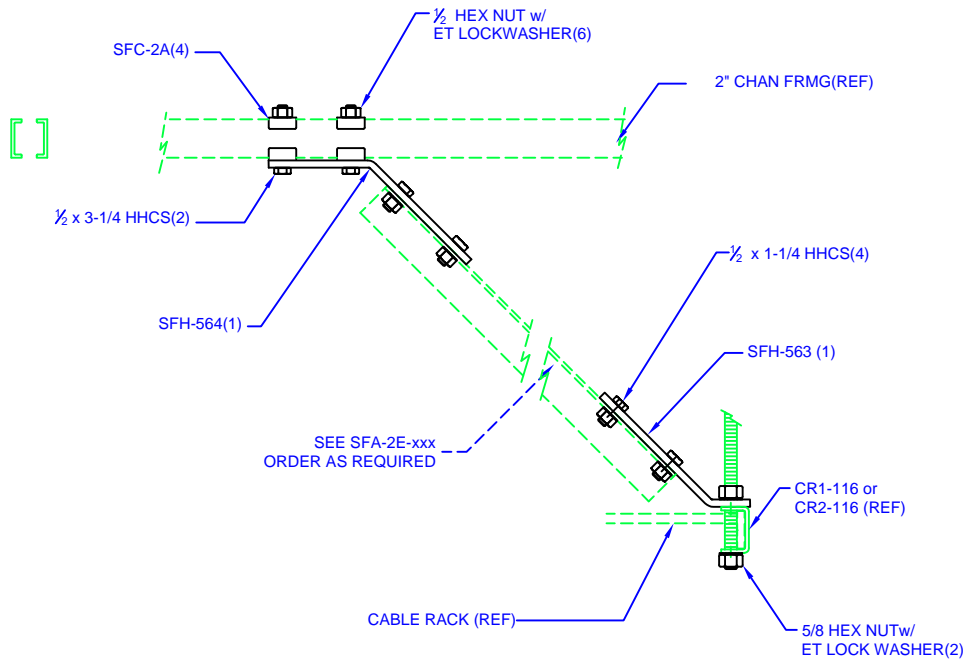 ½ HEX NUT w/
ET LOCKWASHER(6)
SFC-2A(4)
2" CHAN FRMG(REF)
½ x 3-1/4 HHCS(2)
½ x 1-1/4 HHCS(4)
SFH-564(1)
SFH-563 (1)
SEE SFA-2E-xxx
ORDER AS REQUIRED
CR1-116 or
CR2-116 (REF)
CABLE RACK (REF)
5/8 HEX NUTw/
ET LOCK WASHER(2)